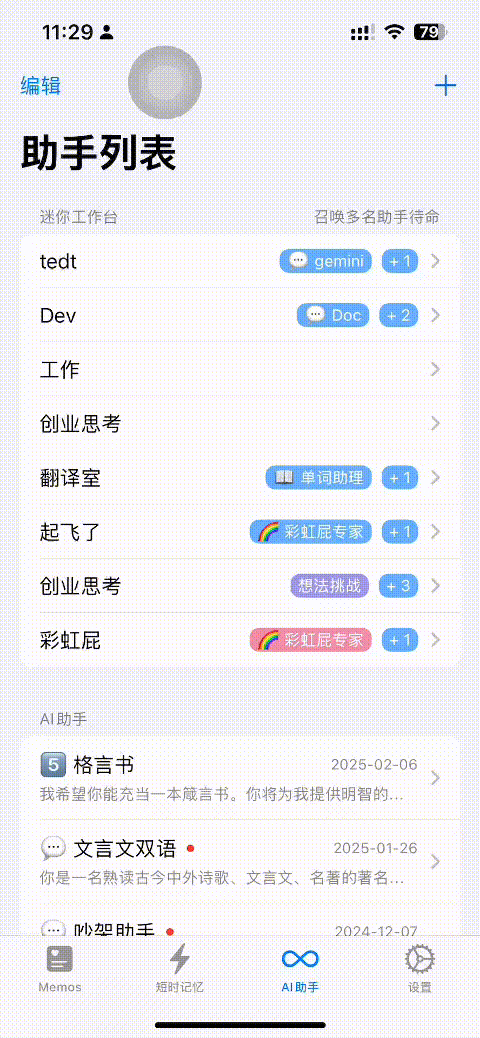 11:29 79
编辑
助手列表
迷你工作台 召唤多名助手待命
tedt 💬 gemini + 1
Dev 💬 Doc + 2
工作
创业思考
翻译室 📖 单词助理 + 1
起飞了 🌈 彩虹屁专家 + 1
创业思考 想法挑战 + 3
彩虹屁 🌈 彩虹屁专家 + 1
AI助手
5️⃣ 格言书 2025-02-06
我希望你能充当一本箴言书。你将为我提供明智的...
💬 文言文双语 2025-01-26
你是一名熟读古今中外诗歌、文言文、名著的著名...
💬 吵架助手 2024-12-07
Memos 短时记忆 AI助手 设置